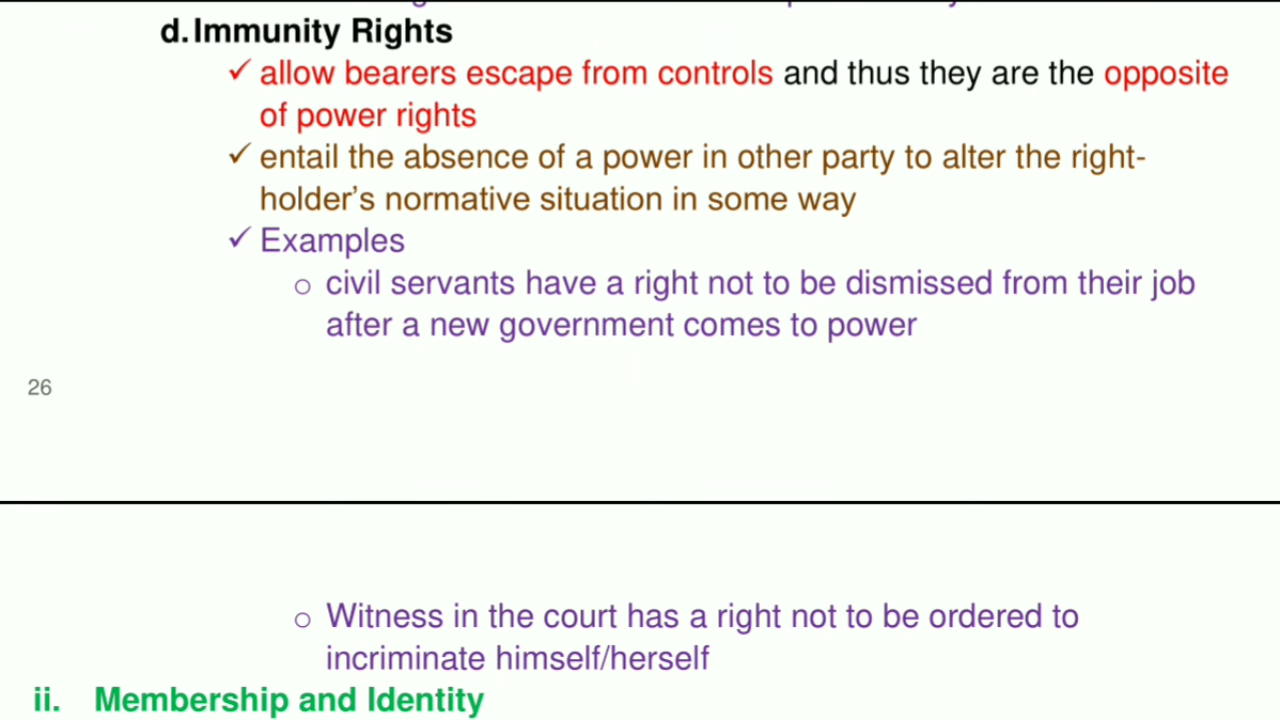 d. Immunity Rights
✓ allow bearers escape from controls and thus they are the opposite
of power rights
✓ entail the absence of a power in other party to alter the right-
holder's normative situation in some way
✓ Examples
o civil servants have a right not to be dismissed from their job
after a new government comes to power
26
o Witness in the court has a right not to be ordered to
incriminate himself/herself
ii. Membership and Identity